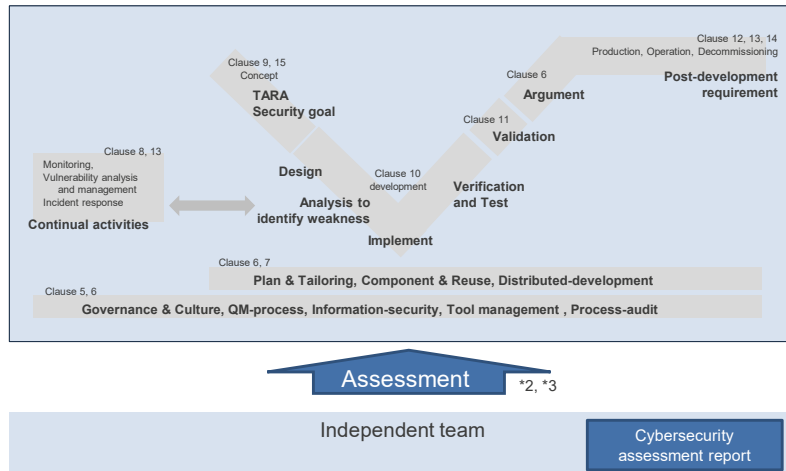 Clause 12, 13, 14
Production, Operation, Decommissioning
Post-development
requirement
Clause 9, 15
Concept
TARA
Security goal
Clause 6
Argument
Clause 11
Validation
Clause 8, 13
Monitoring,
Vulnerability analysis
and management
Incident response
Continual activities
Design
Analysis to
identify weakness
Clause 10
development
Implement
Verification
and Test
Clause 6, 7
Plan & Tailoring, Component & Reuse, Distributed-development
Clause 5, 6
Governance & Culture, QM-process, Information-security, Tool management , Process-audit
Assessment
*2, *3
Independent team
Cybersecurity
assessment report